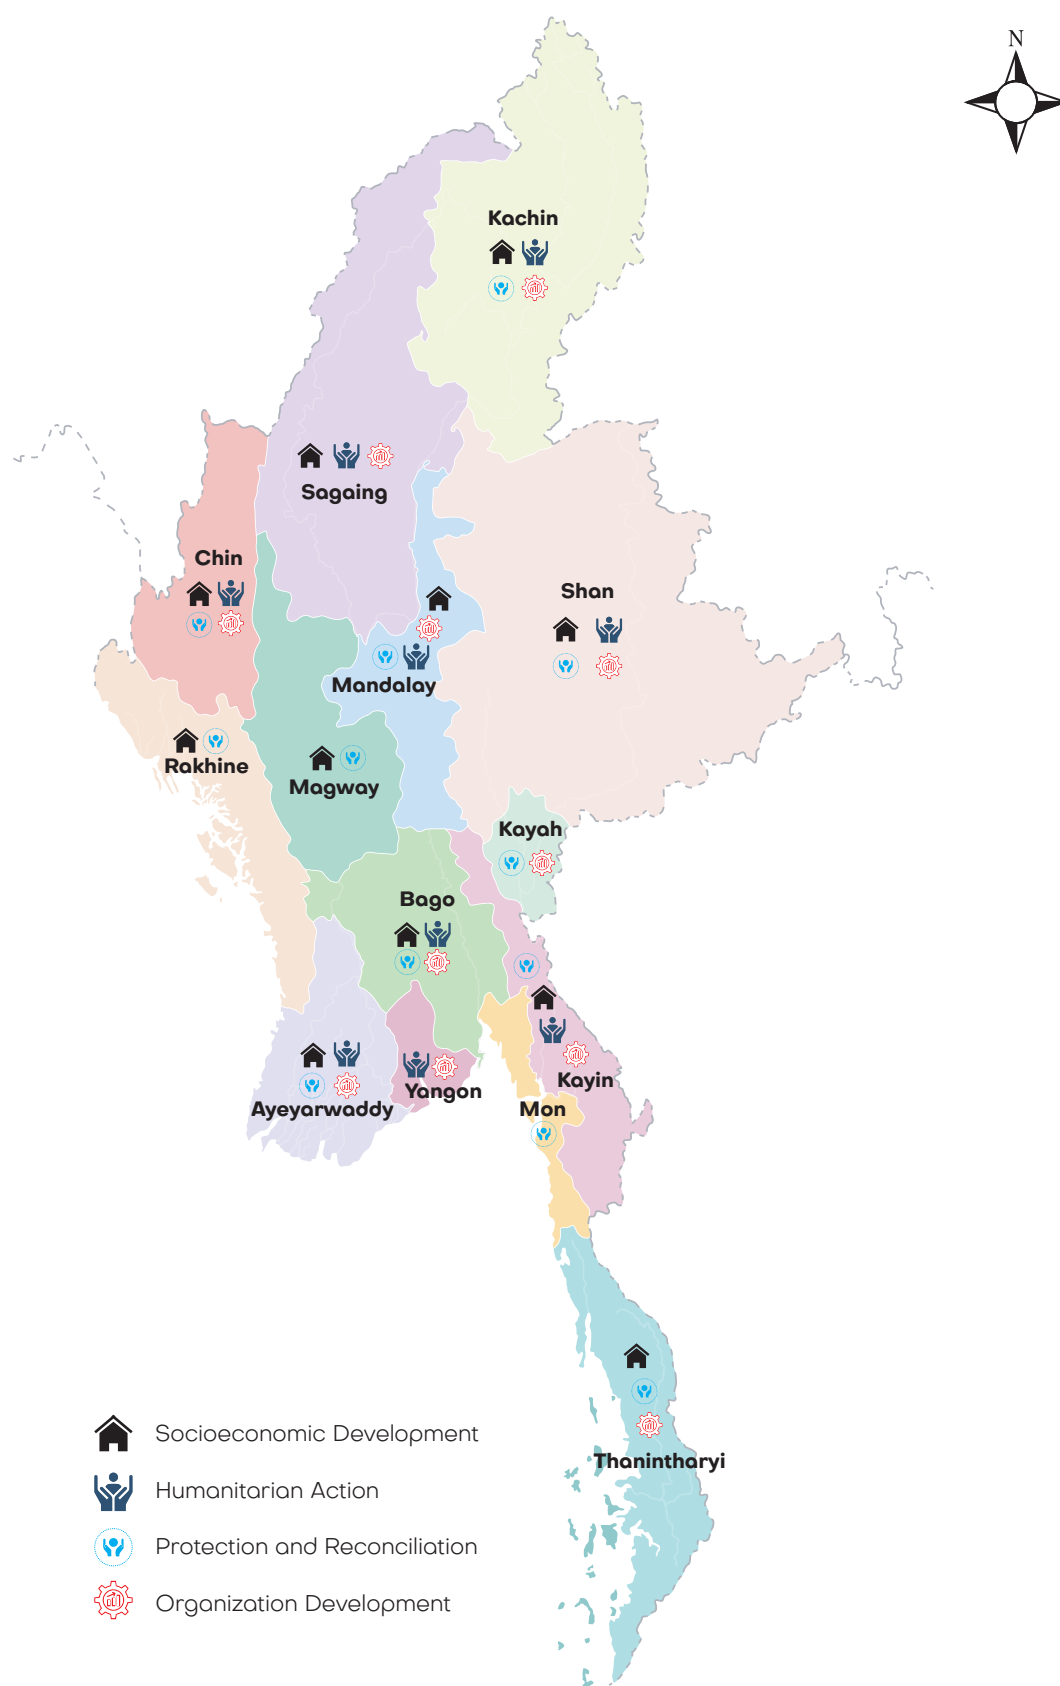 N
Kachin
Sagaing
Chin
Shan
Mandalay
Rakhine
Magway
Kayah
Bago
Kayin
Yangon
Ayeyarwaddy
Mon
Thanintharyi
Socioeconomic Development
Humanitarian Action
Protection and Reconciliation
Organization Development